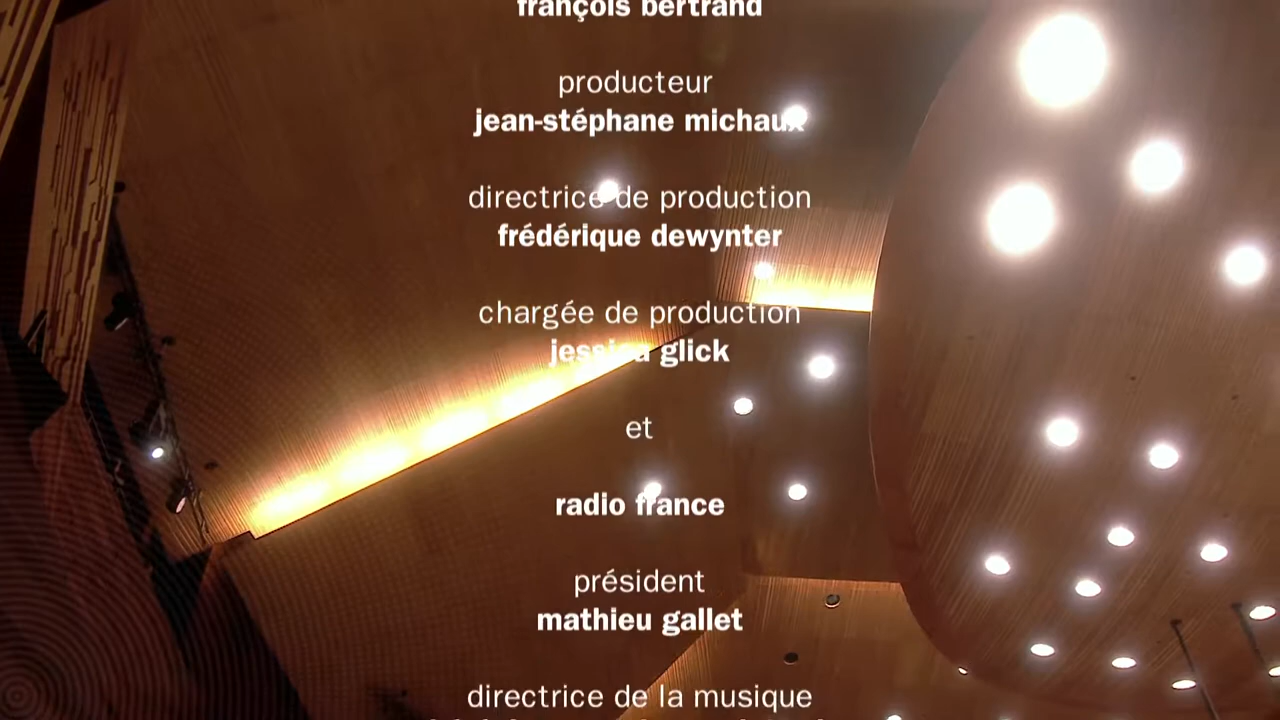 françois bertrand
producteur
jean-stéphane michaux
directrice de production
frédérique dewynter
chargée de production
jessica glick
et
radio france
président
mathieu gallet
directrice de la musique